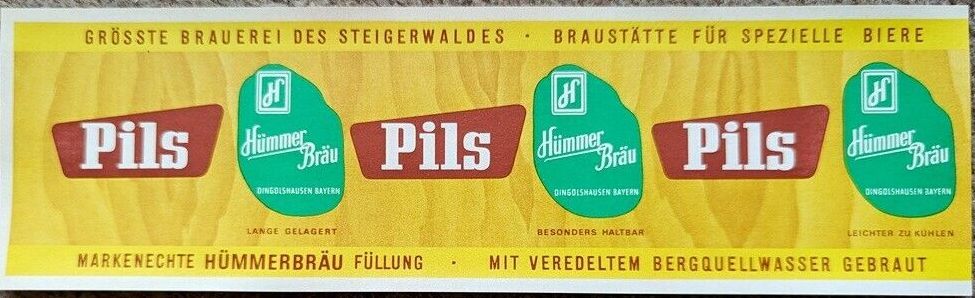 GRÖSSTE BRAUEREI DES STEIGERWALDES · BRAUSTÄTTE FÜR SPEZIELLE BIERE
Pils
H
Hümmer
Bräu
DINGOLSHAUSEN BAYERN
LANGE GELAGERT
Pils
H
Hümmer
Bräu
DINGOLSHAUSEN BAYERN
BESONDERS HALTBAR
Pils
H
Hümmer
Bräu
DINGOLSHAUSEN BAYERN
LEICHTER ZU KÜHLEN
MARKENECHTE HÜMMERBRÄU FÜLLUNG · MIT VEREDELTEM BERGQUELLWASSER GEBRAUT